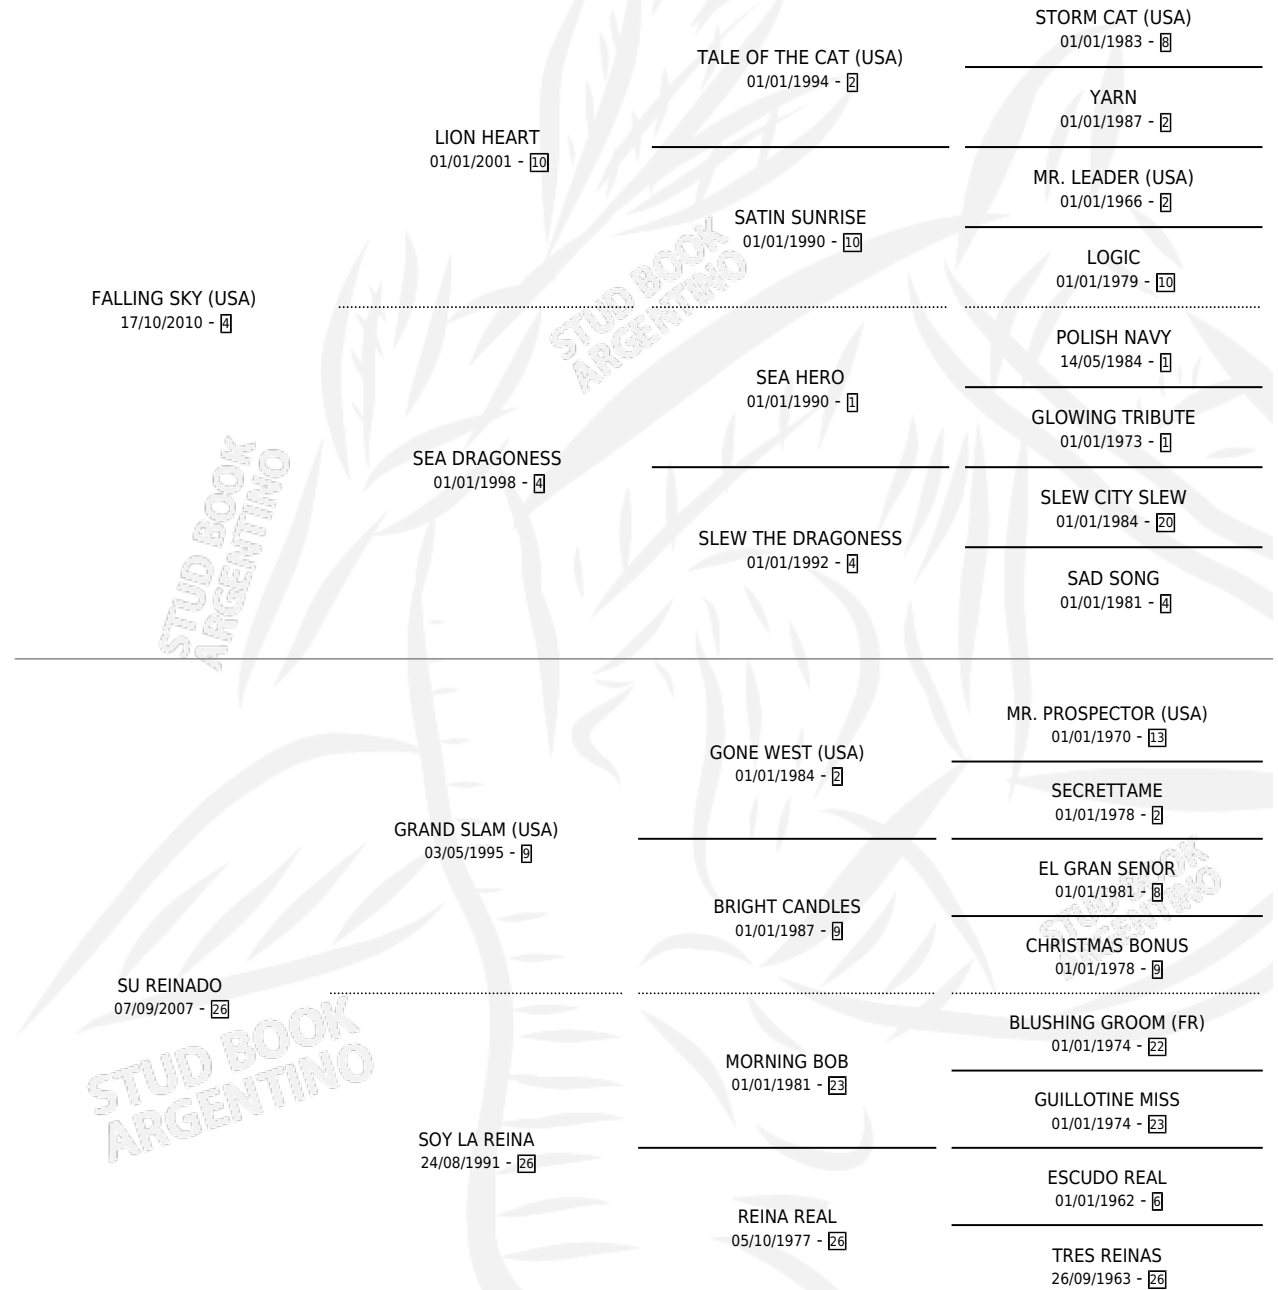 STORM CAT (USA)
01/01/1983 - 8
TALE OF THE CAT (USA)
01/01/1994 - 2
YARN
01/01/1987 - 2
LION HEART
01/01/2001 - 10
MR. LEADER (USA)
01/01/1966 - 2
SATIN SUNRISE
01/01/1990 - 10
LOGIC
01/01/1979 - 10
FALLING SKY (USA)
17/10/2010 - 4
STUD BOOK
ARGENTINO
POLISH NAVY
14/05/1984 - 1
SEA HERO
01/01/1990 - 1
GLOWING TRIBUTE
01/01/1973 - 1
SEA DRAGONESS
01/01/1998 - 4
SLEW CITY SLEW
01/01/1984 - 20
SLEW THE DRAGONESS
01/01/1992 - 4
SAD SONG
01/01/1981 - 4
STUD BOOK
ARGENTINO
MR. PROSPECTOR (USA)
01/01/1970 - 13
GONE WEST (USA)
01/01/1984 - 2
SECRETTAME
01/01/1978 - 2
GRAND SLAM (USA)
03/05/1995 - 9
EL GRAN SENOR
01/01/1981 - 8
BRIGHT CANDLES
01/01/1987 - 9
STUD BOOK
ARGENTINO
CHRISTMAS BONUS
01/01/1978 - 9
SU REINADO
07/09/2007 - 26
BLUSHING GROOM (FR)
01/01/1974 - 22
MORNING BOB
01/01/1981 - 23
GUILLOTINE MISS
01/01/1974 - 23
STUD BOOK
ARGENTINO
SOY LA REINA
24/08/1991 - 26
ESCUDO REAL
01/01/1962 - 6
REINA REAL
05/10/1977 - 26
TRES REINAS
26/09/1963 - 26